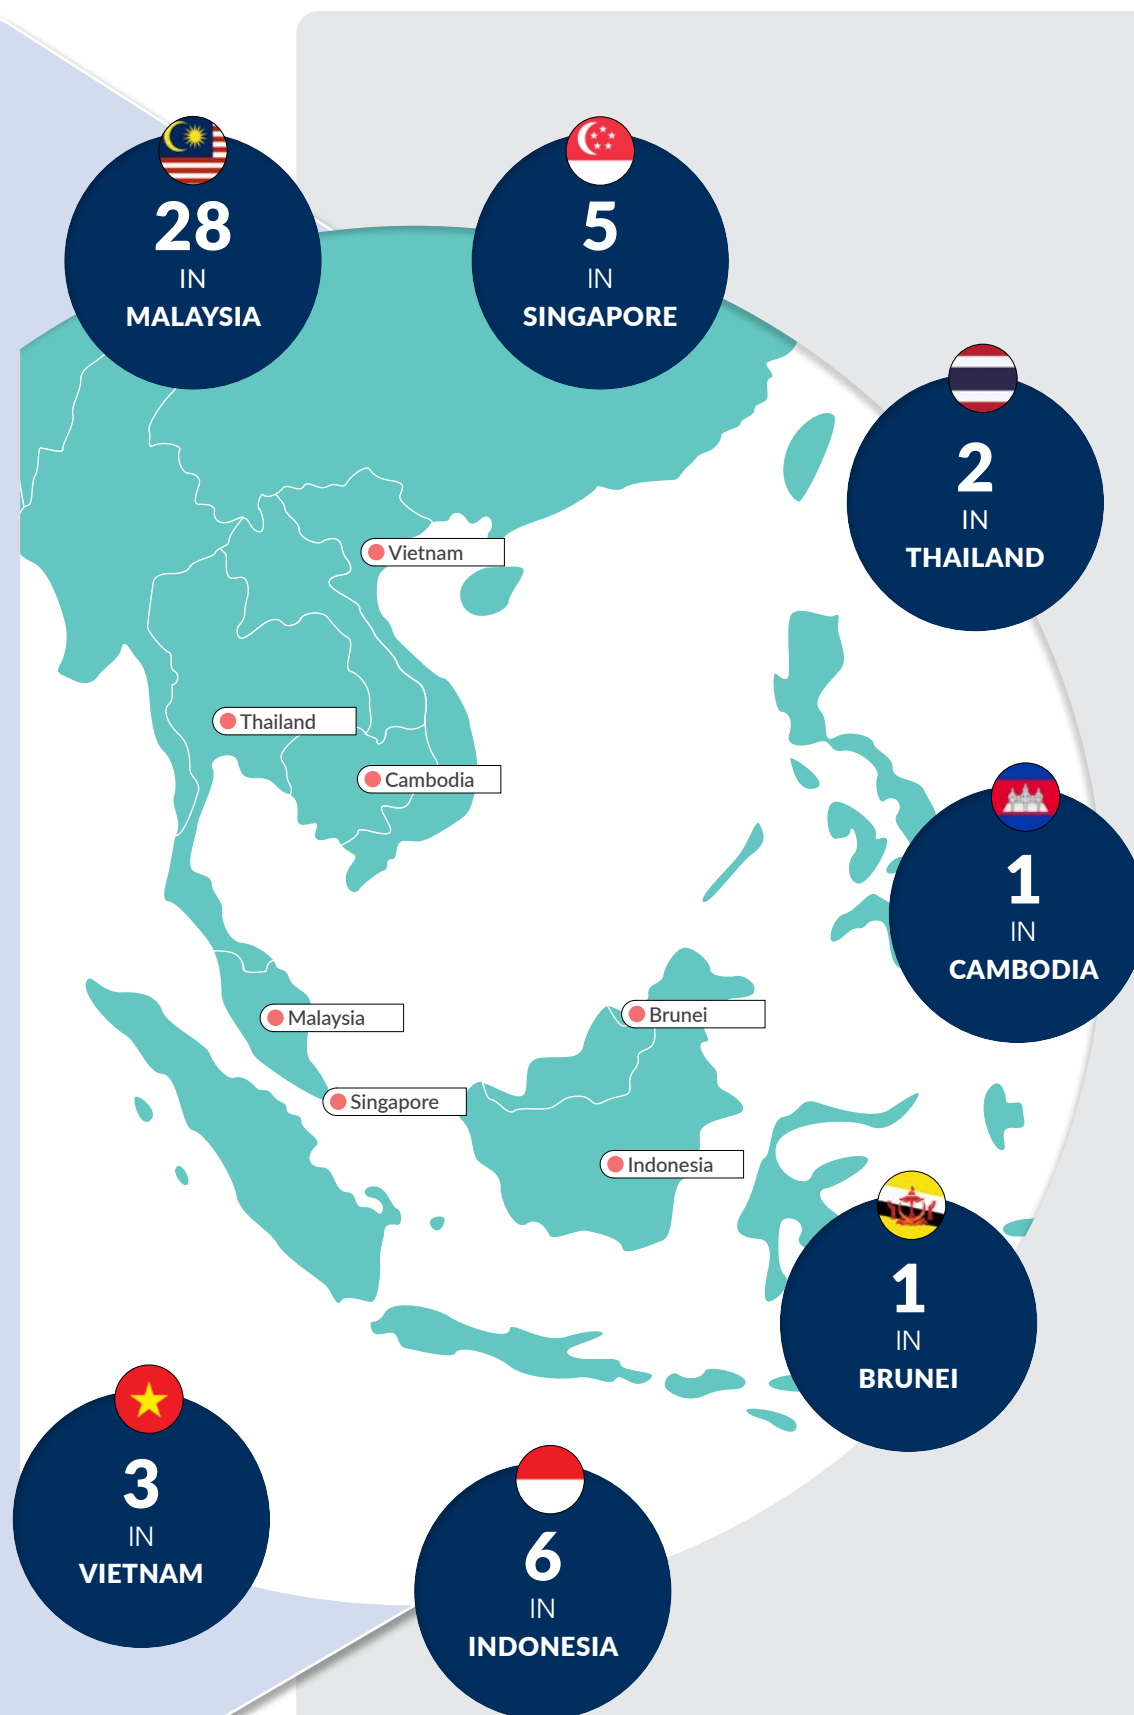 28
IN
MALAYSIA
5
IN
SINGAPORE
2
IN
THAILAND
Vietnam
Thailand
Cambodia
1
IN
CAMBODIA
Malaysia
Brunei
Singapore
Indonesia
1
IN
BRUNEI
3
IN
VIETNAM
6
IN
INDONESIA